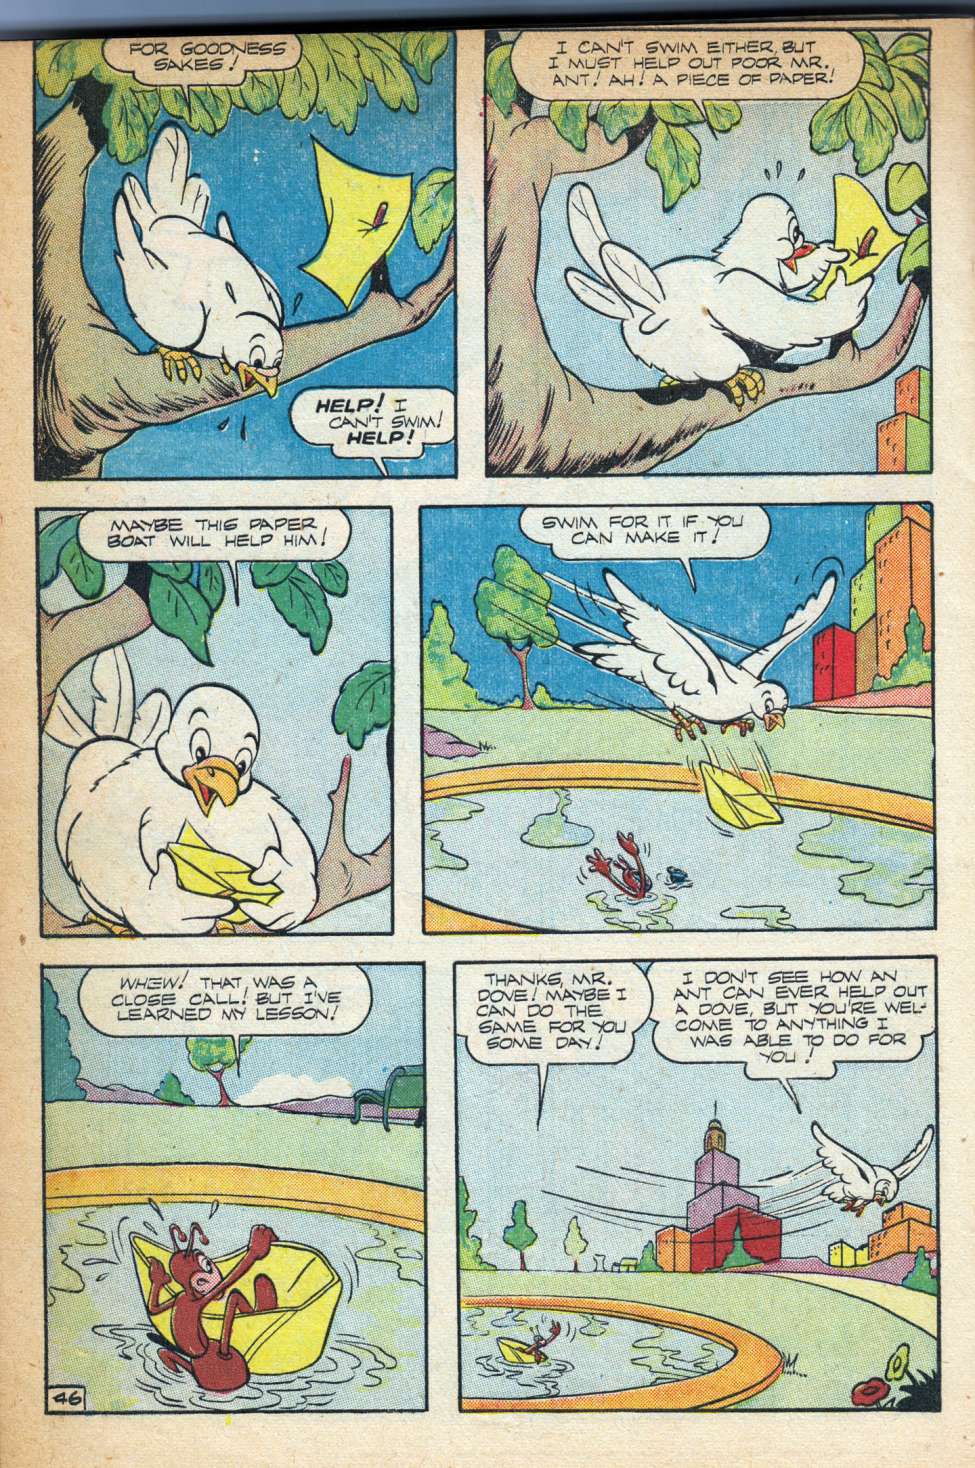 FOR GOODNESS
SAKES!
HELP! I
CAN'T SWIM!
HELP!
I CAN'T SWIM EITHER, BUT
I MUST HELP OUT POOR MR.
ANT! AH! A PIECE OF PAPER!
MAYBE THIS PAPER
BOAT WILL HELP HIM!
SWIM FOR IT IF YOU
CAN MAKE IT!
WHEW! THAT WAS A
CLOSE CALL! BUT I'VE
LEARNED MY LESSON!
THANKS, MR.
DOVE! MAYBE I
CAN DO THE
SAME FOR YOU
SOME DAY!
I DON'T SEE HOW AN
ANT CAN EVER HELP OUT
A DOVE, BUT YOU'RE WEL-
COME TO ANYTHING I
WAS ABLE TO DO FOR
YOU!
46